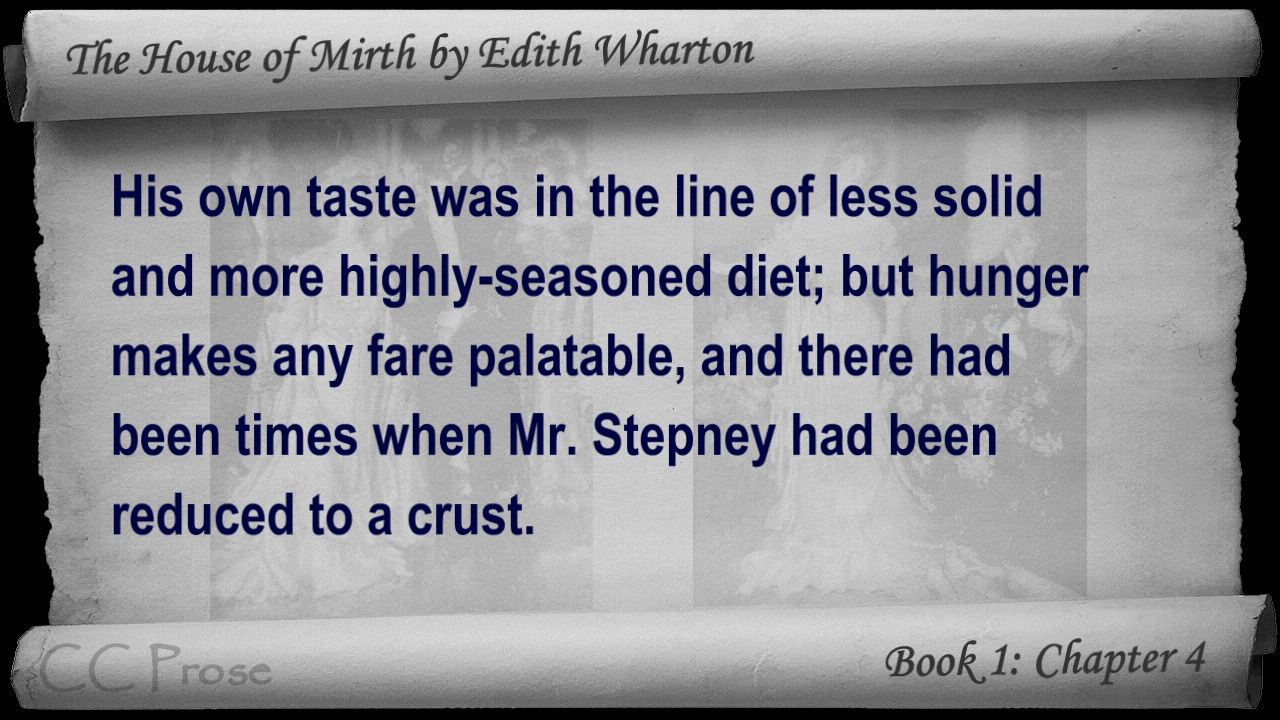 The House of Mirth by Edith Wharton
His own taste was in the line of less solid
and more highly-seasoned diet; but hunger
makes any fare palatable, and there had
been times when Mr. Stepney had been
reduced to a crust.
CC Prose
Book 1: Chapter 4